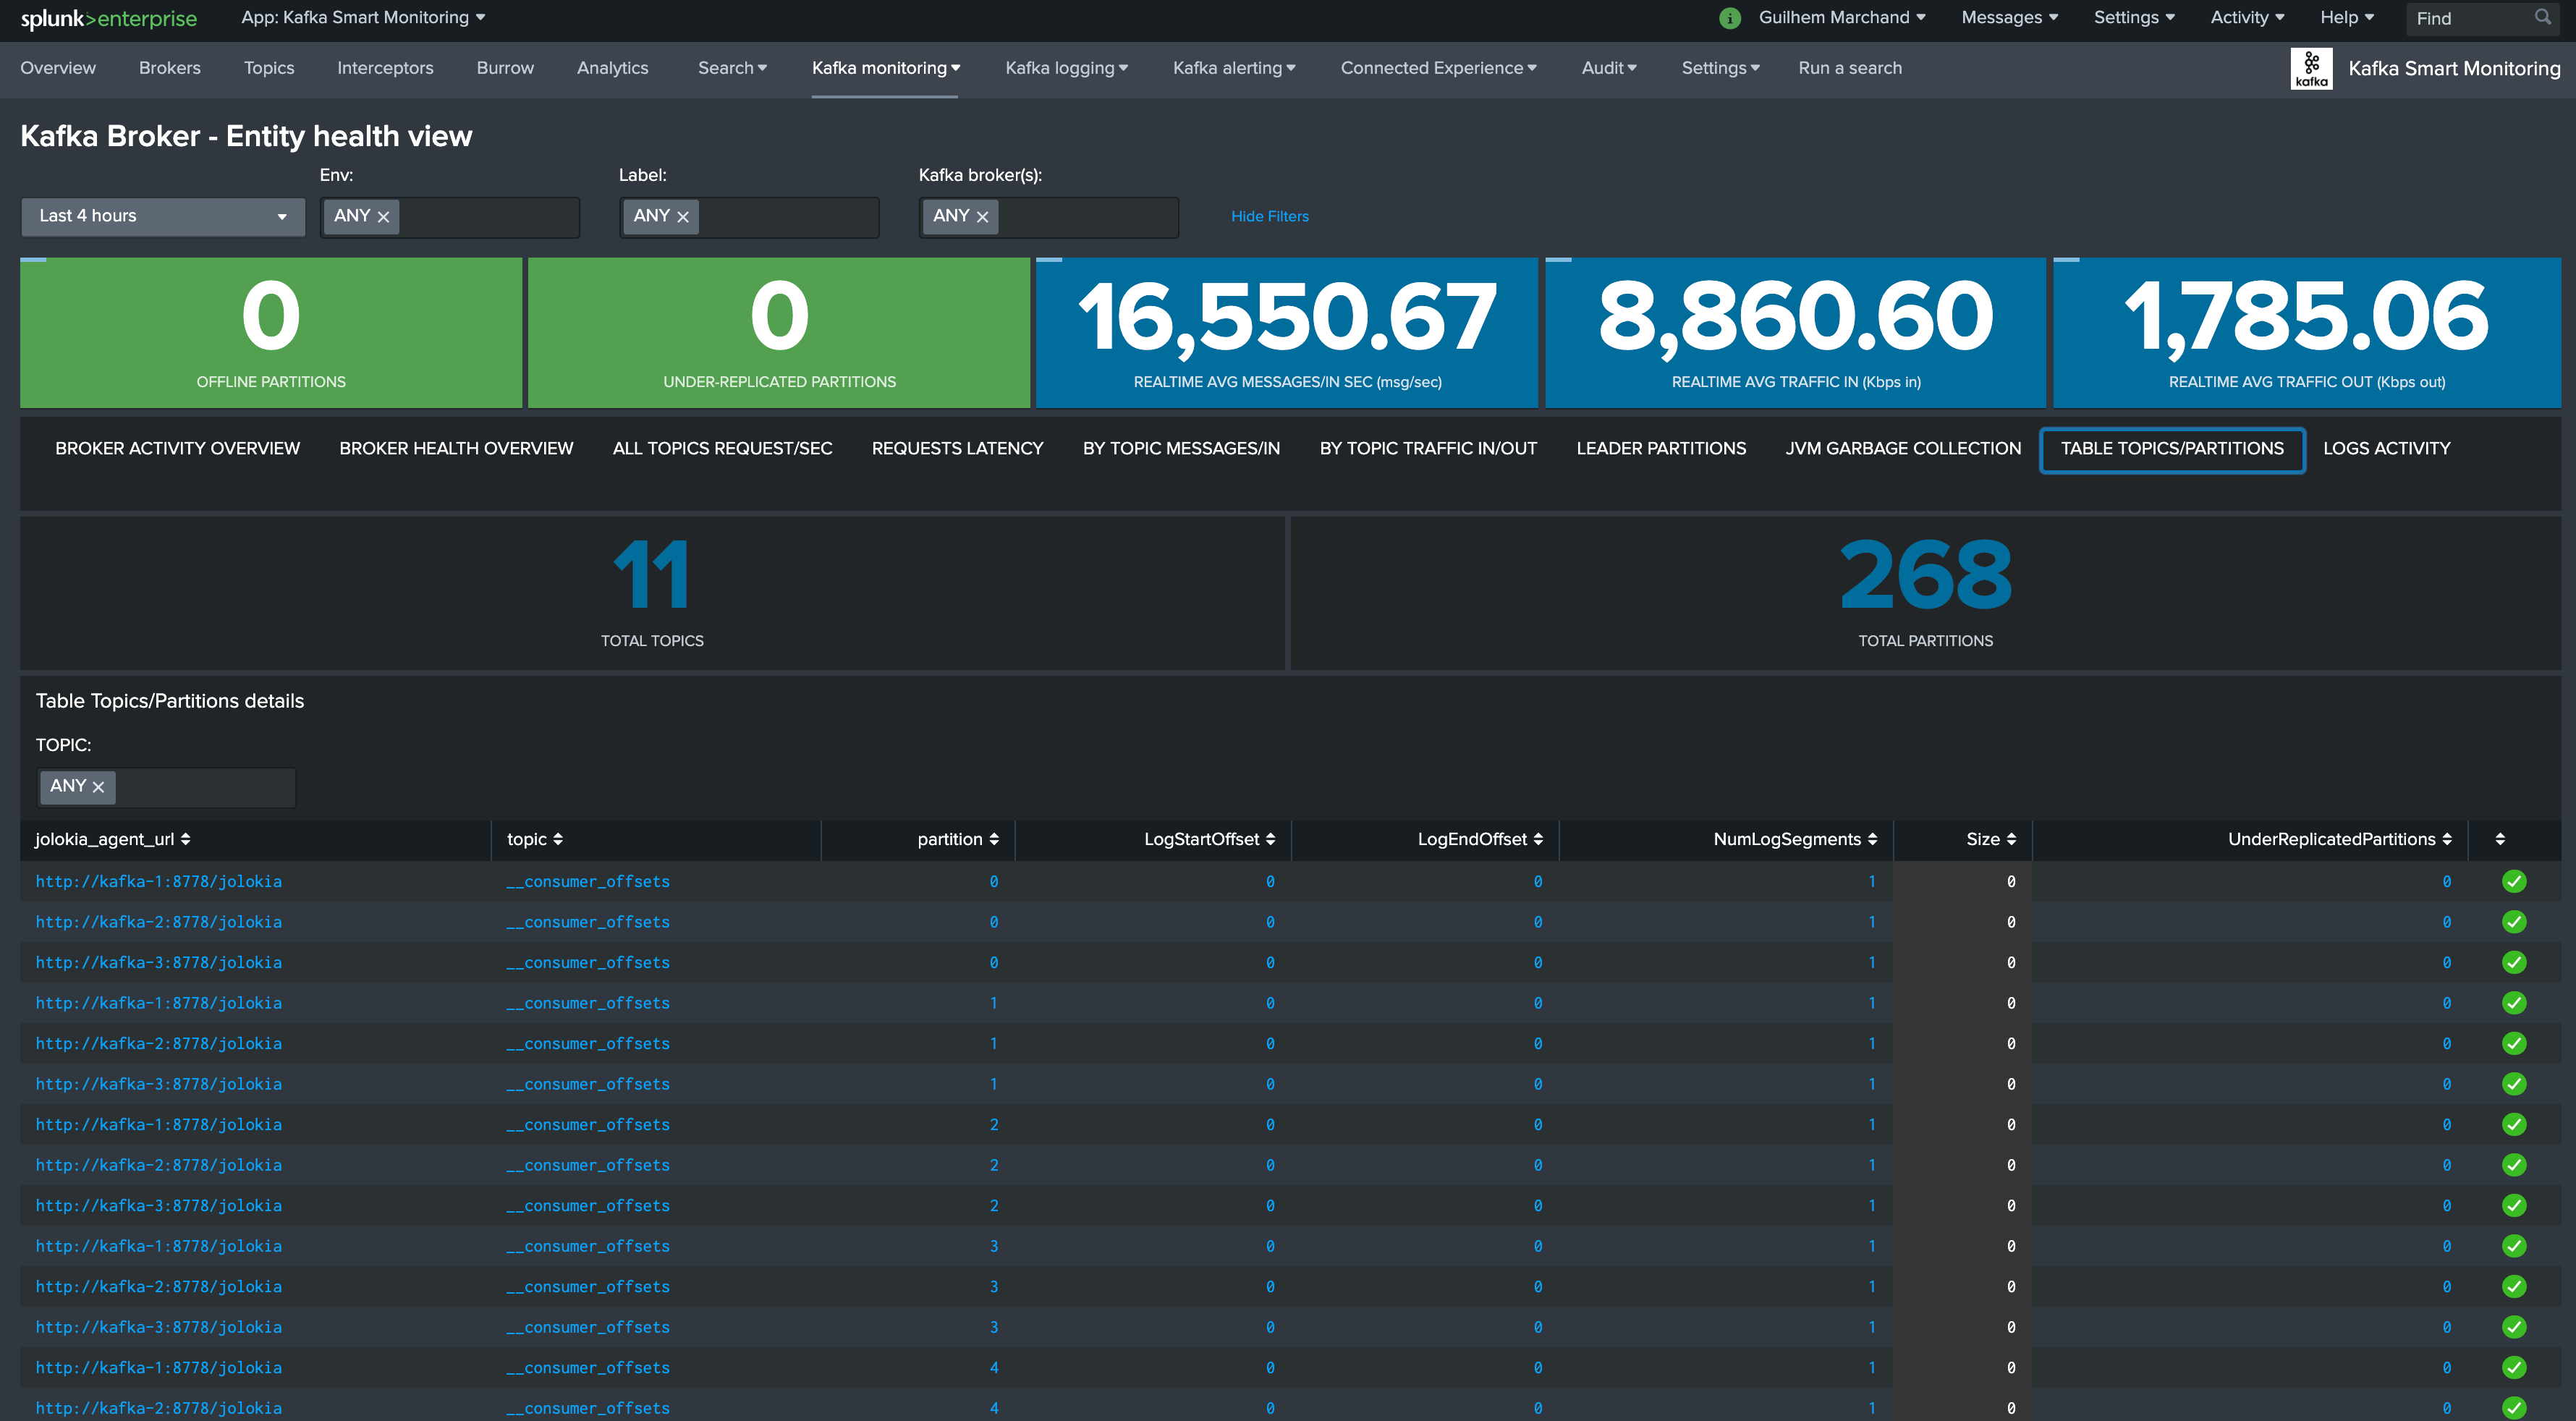 splunk>enterprise App: Kafka Smart Monitoring i Guilhem Marchand Messages Settings Activity Help Find
Overview Brokers Topics Interceptors Burrow Analytics Search Kafka monitoring Kafka logging Kafka alerting Connected Experience Audit Settings Run a search kafka Kafka Smart Monitoring
Kafka Broker - Entity health view
Env: Label: Kafka broker(s):
Last 4 hours ANY ANY ANY Hide Filters
0 0 16,550.67 8,860.60 1,785.06
OFFLINE PARTITIONS UNDER-REPLICATED PARTITIONS REALTIME AVG MESSAGES/IN SEC (msg/sec) REALTIME AVG TRAFFIC IN (Kbps in) REALTIME AVG TRAFFIC OUT (Kbps out)
BROKER ACTIVITY OVERVIEW BROKER HEALTH OVERVIEW ALL TOPICS REQUEST/SEC REQUESTS LATENCY BY TOPIC MESSAGES/IN BY TOPIC TRAFFIC IN/OUT LEADER PARTITIONS JVM GARBAGE COLLECTION TABLE TOPICS/PARTITIONS LOGS ACTIVITY
11 268
TOTAL TOPICS TOTAL PARTITIONS
Table Topics/Partitions details
TOPIC:
ANY
jolokia_agent_url topic partition LogStartOffset LogEndOffset NumLogSegments Size UnderReplicatedPartitions
http://kafka-1:8778/jolokia __consumer_offsets 0 0 0 1 0 0
http://kafka-2:8778/jolokia __consumer_offsets 0 0 0 1 0 0
http://kafka-3:8778/jolokia __consumer_offsets 0 0 0 1 0 0
http://kafka-1:8778/jolokia __consumer_offsets 1 0 0 1 0 0
http://kafka-2:8778/jolokia __consumer_offsets 1 0 0 1 0 0
http://kafka-3:8778/jolokia __consumer_offsets 1 0 0 1 0 0
http://kafka-1:8778/jolokia __consumer_offsets 2 0 0 1 0 0
http://kafka-2:8778/jolokia __consumer_offsets 2 0 0 1 0 0
http://kafka-3:8778/jolokia __consumer_offsets 2 0 0 1 0 0
http://kafka-1:8778/jolokia __consumer_offsets 3 0 0 1 0 0
http://kafka-2:8778/jolokia __consumer_offsets 3 0 0 1 0 0
http://kafka-3:8778/jolokia __consumer_offsets 3 0 0 1 0 0
http://kafka-1:8778/jolokia __consumer_offsets 4 0 0 1 0 0
http://kafka-2:8778/jolokia __consumer_offsets 4 0 0 1 0 0